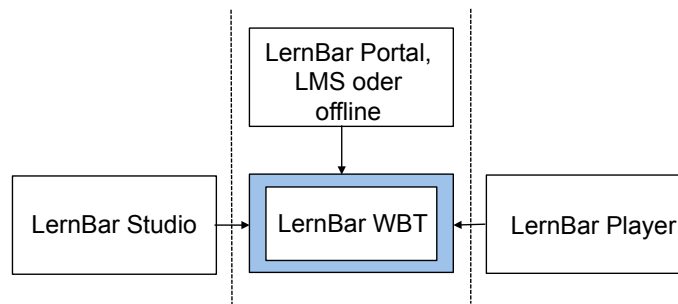 LernBar Portal,
LMS oder
offline
LernBar Studio
LernBar WBT
LernBar Player